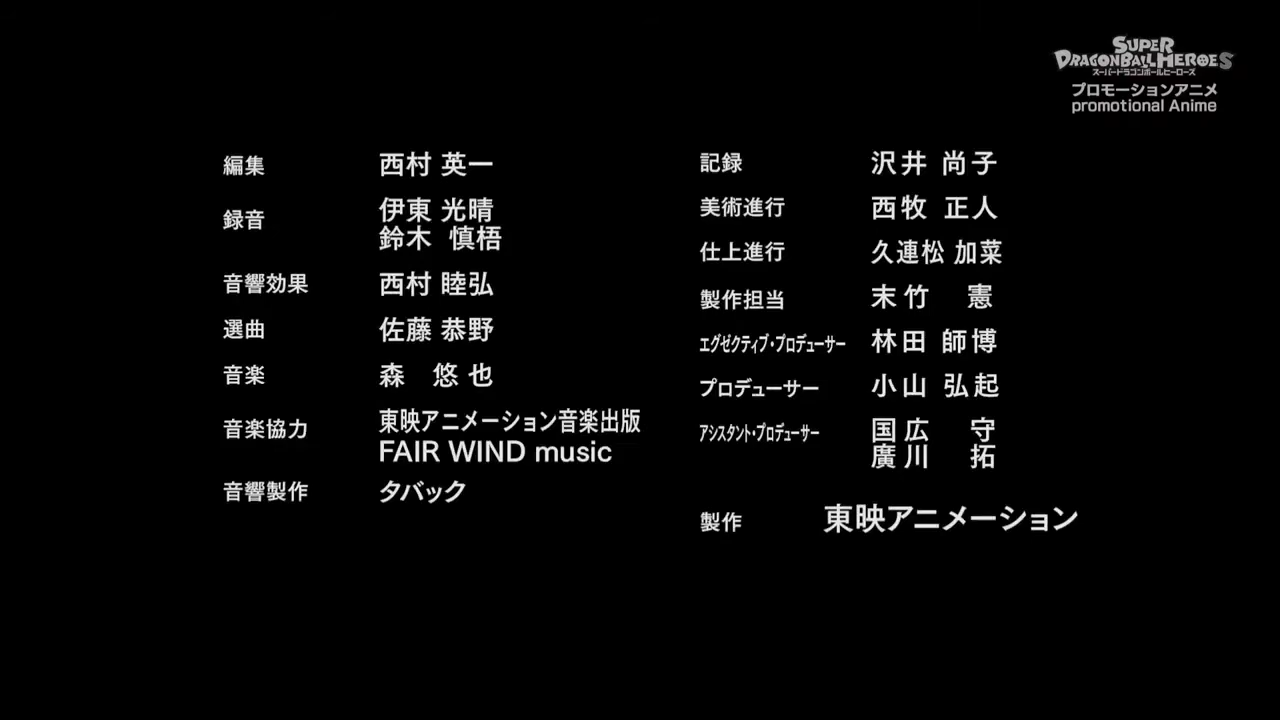 SUPER
DRAGONBALL HEROES
スーパードラゴンボールヒーローズ
プロモーションアニメ
promotional Anime
編集 西村 英一
録音 伊東 光晴
鈴木 慎梧
音響効果 西村 睦弘
選曲 佐藤 恭野
音楽 森 悠也
音楽協力 東映アニメーション音楽出版
FAIR WIND music
音響製作 タバック
記録 沢井 尚子
美術進行 西牧 正人
仕上進行 久連松 加菜
製作担当 末竹 憲
エグゼクティブ・プロデューサー 林田 師博
プロデューサー 小山 弘起
アシスタント・プロデューサー 国広 守
廣川 拓
製作 東映アニメーション